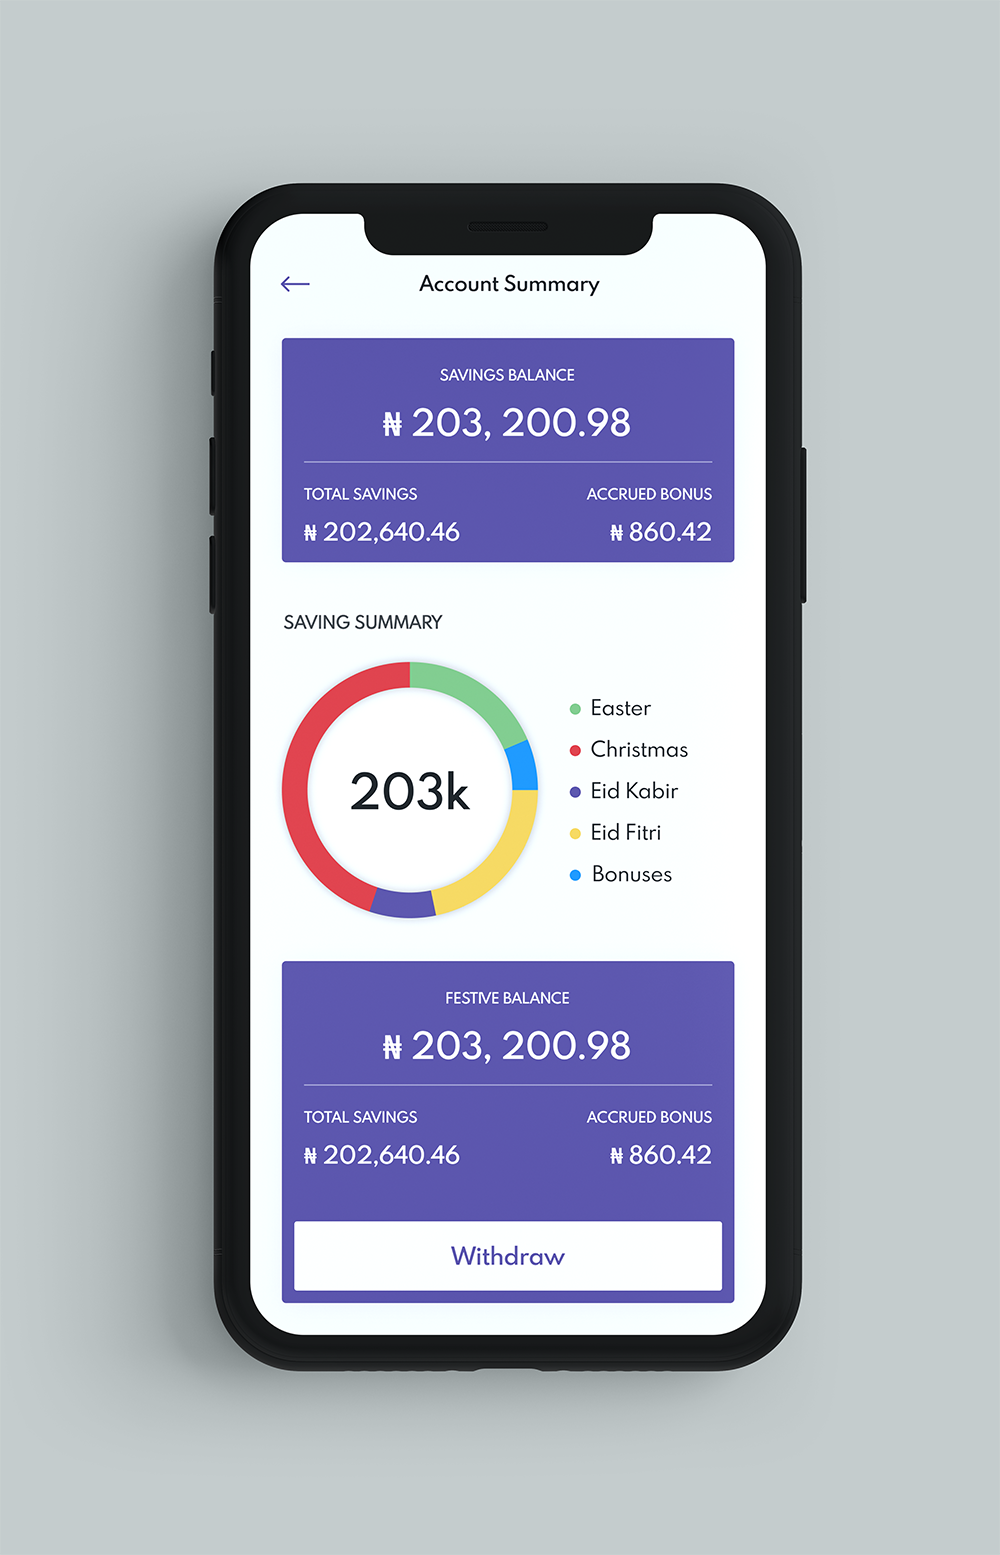 Account Summary
SAVINGS BALANCE
₦ 203, 200.98
TOTAL SAVINGS ACCRUED BONUS
₦ 202,640.46 ₦ 860.42
SAVING SUMMARY
203k
Easter
Christmas
Eid Kabir
Eid Fitri
Bonuses
FESTIVE BALANCE
₦ 203, 200.98
TOTAL SAVINGS ACCRUED BONUS
₦ 202,640.46 ₦ 860.42
Withdraw